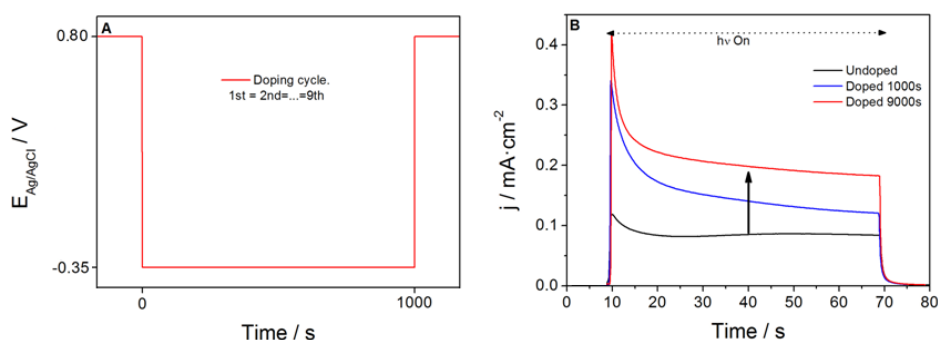 A
0.80
-0.35
E Ag/AgCl / V
Doping cycle.
1st = 2nd=...=9th
0
1000
Time / s
B
hν On
Undoped
Doped 1000s
Doped 9000s
0.4
0.3
0.2
0.1
0.0
j / mA·cm⁻²
0
10
20
30
40
50
60
70
80
Time / s